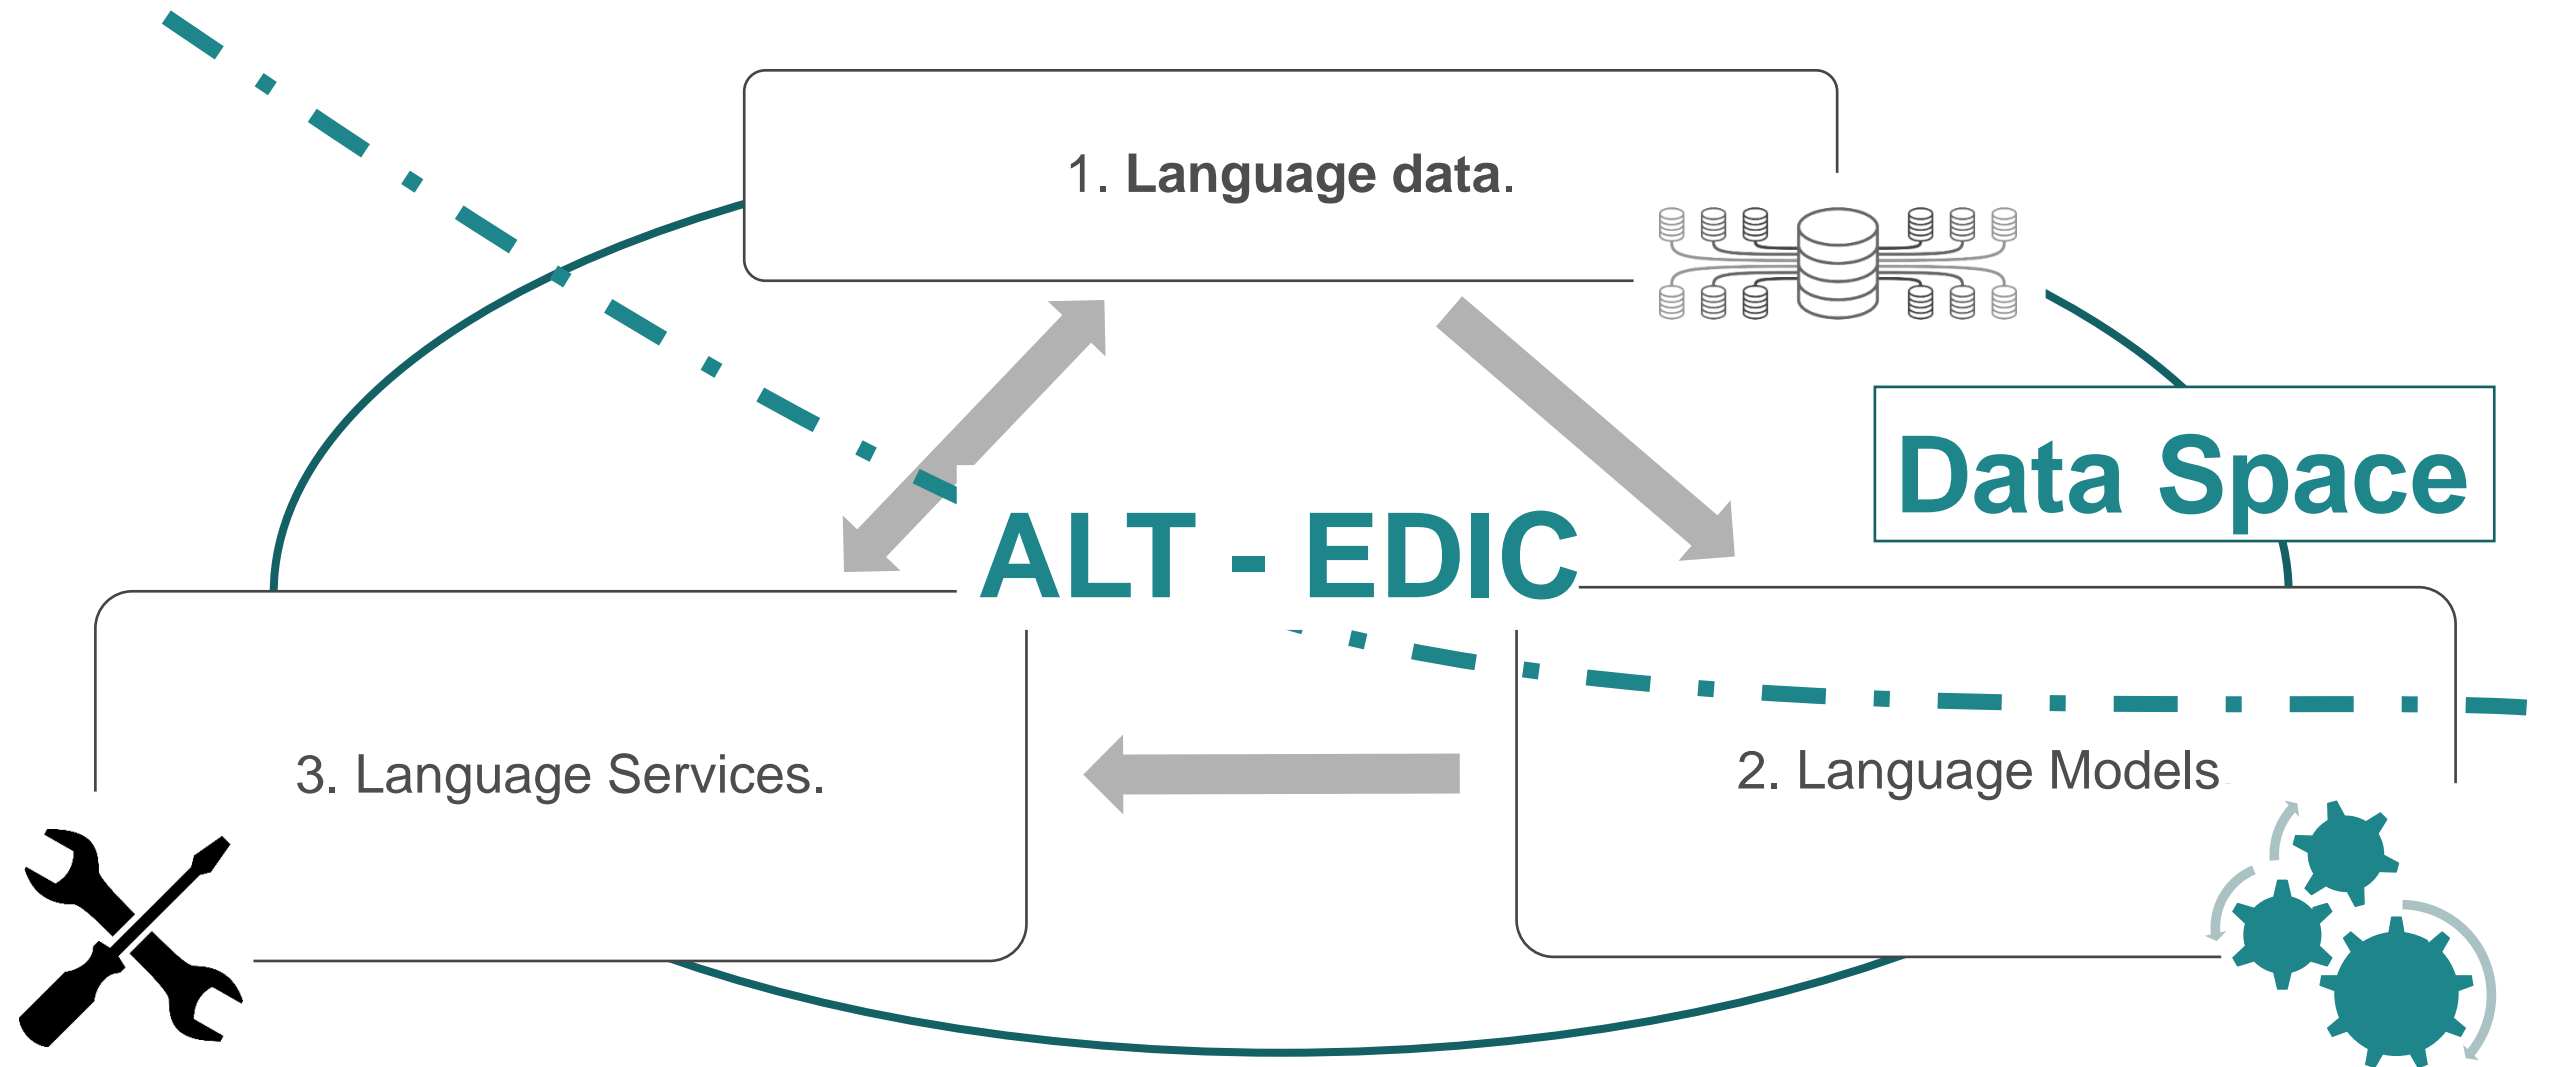 1. Language data.
Data Space
ALT - EDIC
3. Language Services.
2. Language Models